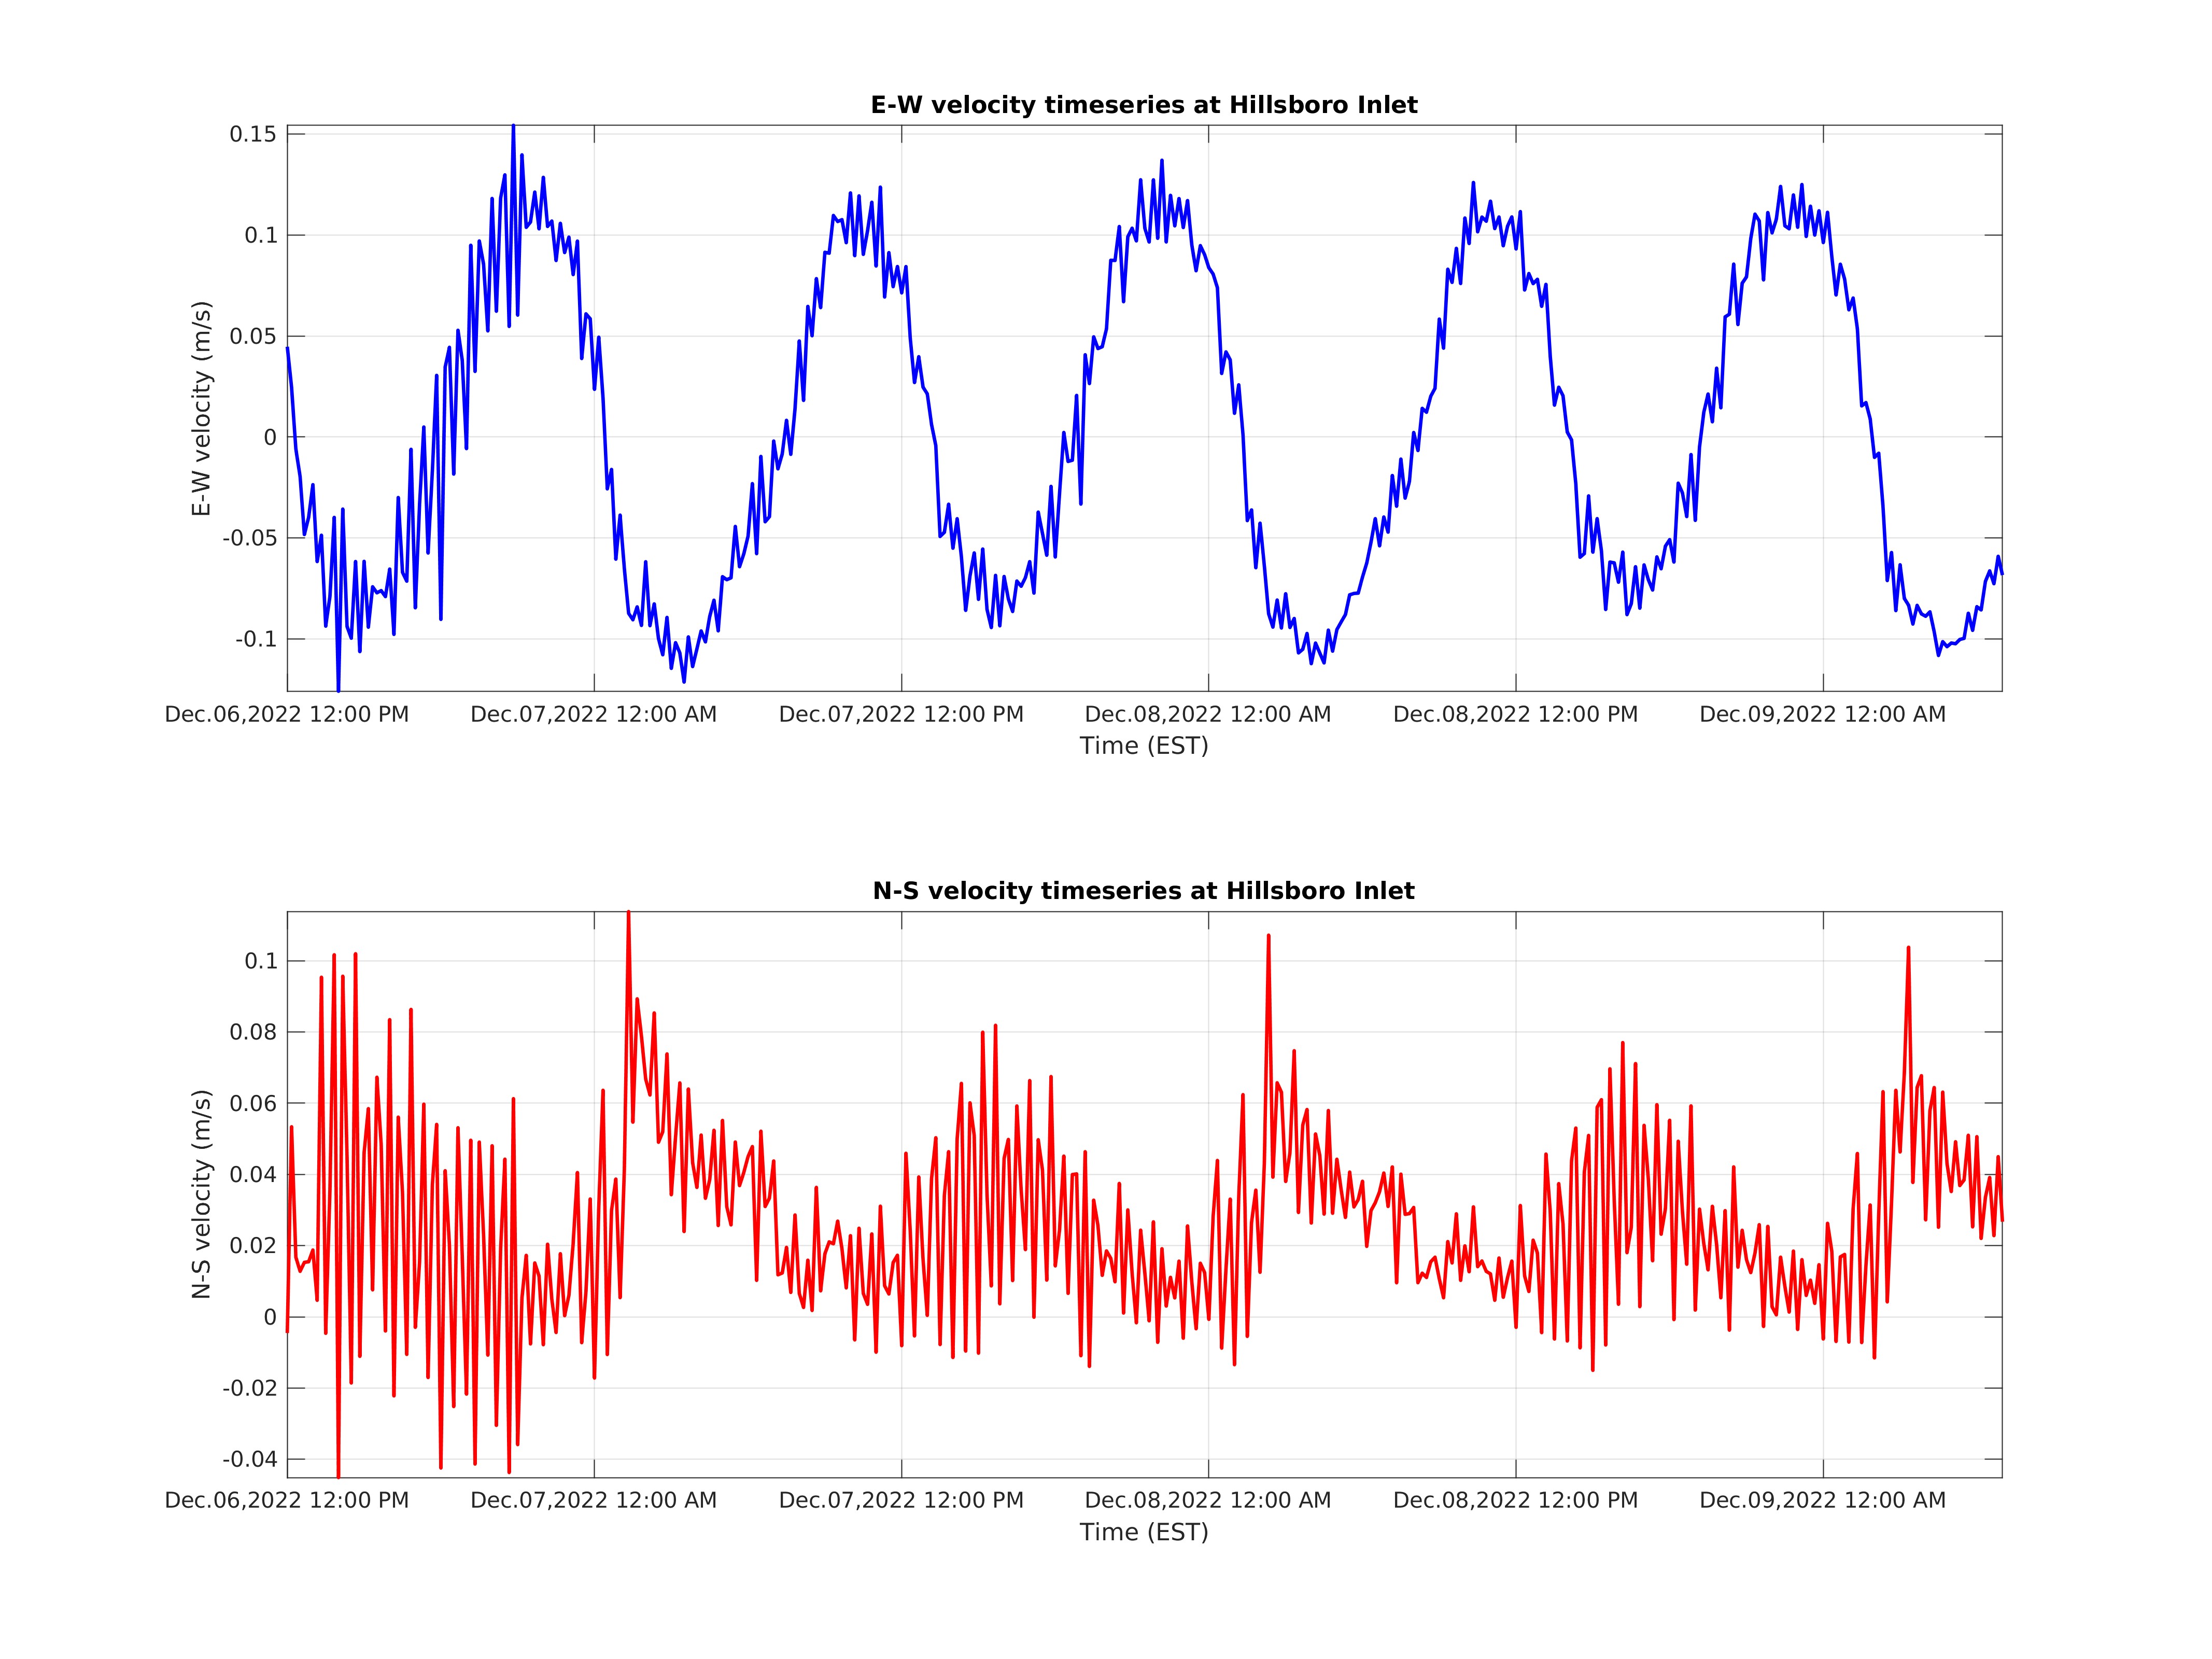 E-W velocity timeseries at Hillsboro Inlet
E-W velocity (m/s)
0.15
0.1
0.05
0
-0.05
-0.1
Dec.06,2022 12:00 PM Dec.07,2022 12:00 AM Dec.07,2022 12:00 PM Dec.08,2022 12:00 AM Dec.08,2022 12:00 PM Dec.09,2022 12:00 AM
Time (EST)
N-S velocity timeseries at Hillsboro Inlet
N-S velocity (m/s)
0.1
0.08
0.06
0.04
0.02
0
-0.02
-0.04
Dec.06,2022 12:00 PM Dec.07,2022 12:00 AM Dec.07,2022 12:00 PM Dec.08,2022 12:00 AM Dec.08,2022 12:00 PM Dec.09,2022 12:00 AM
Time (EST)